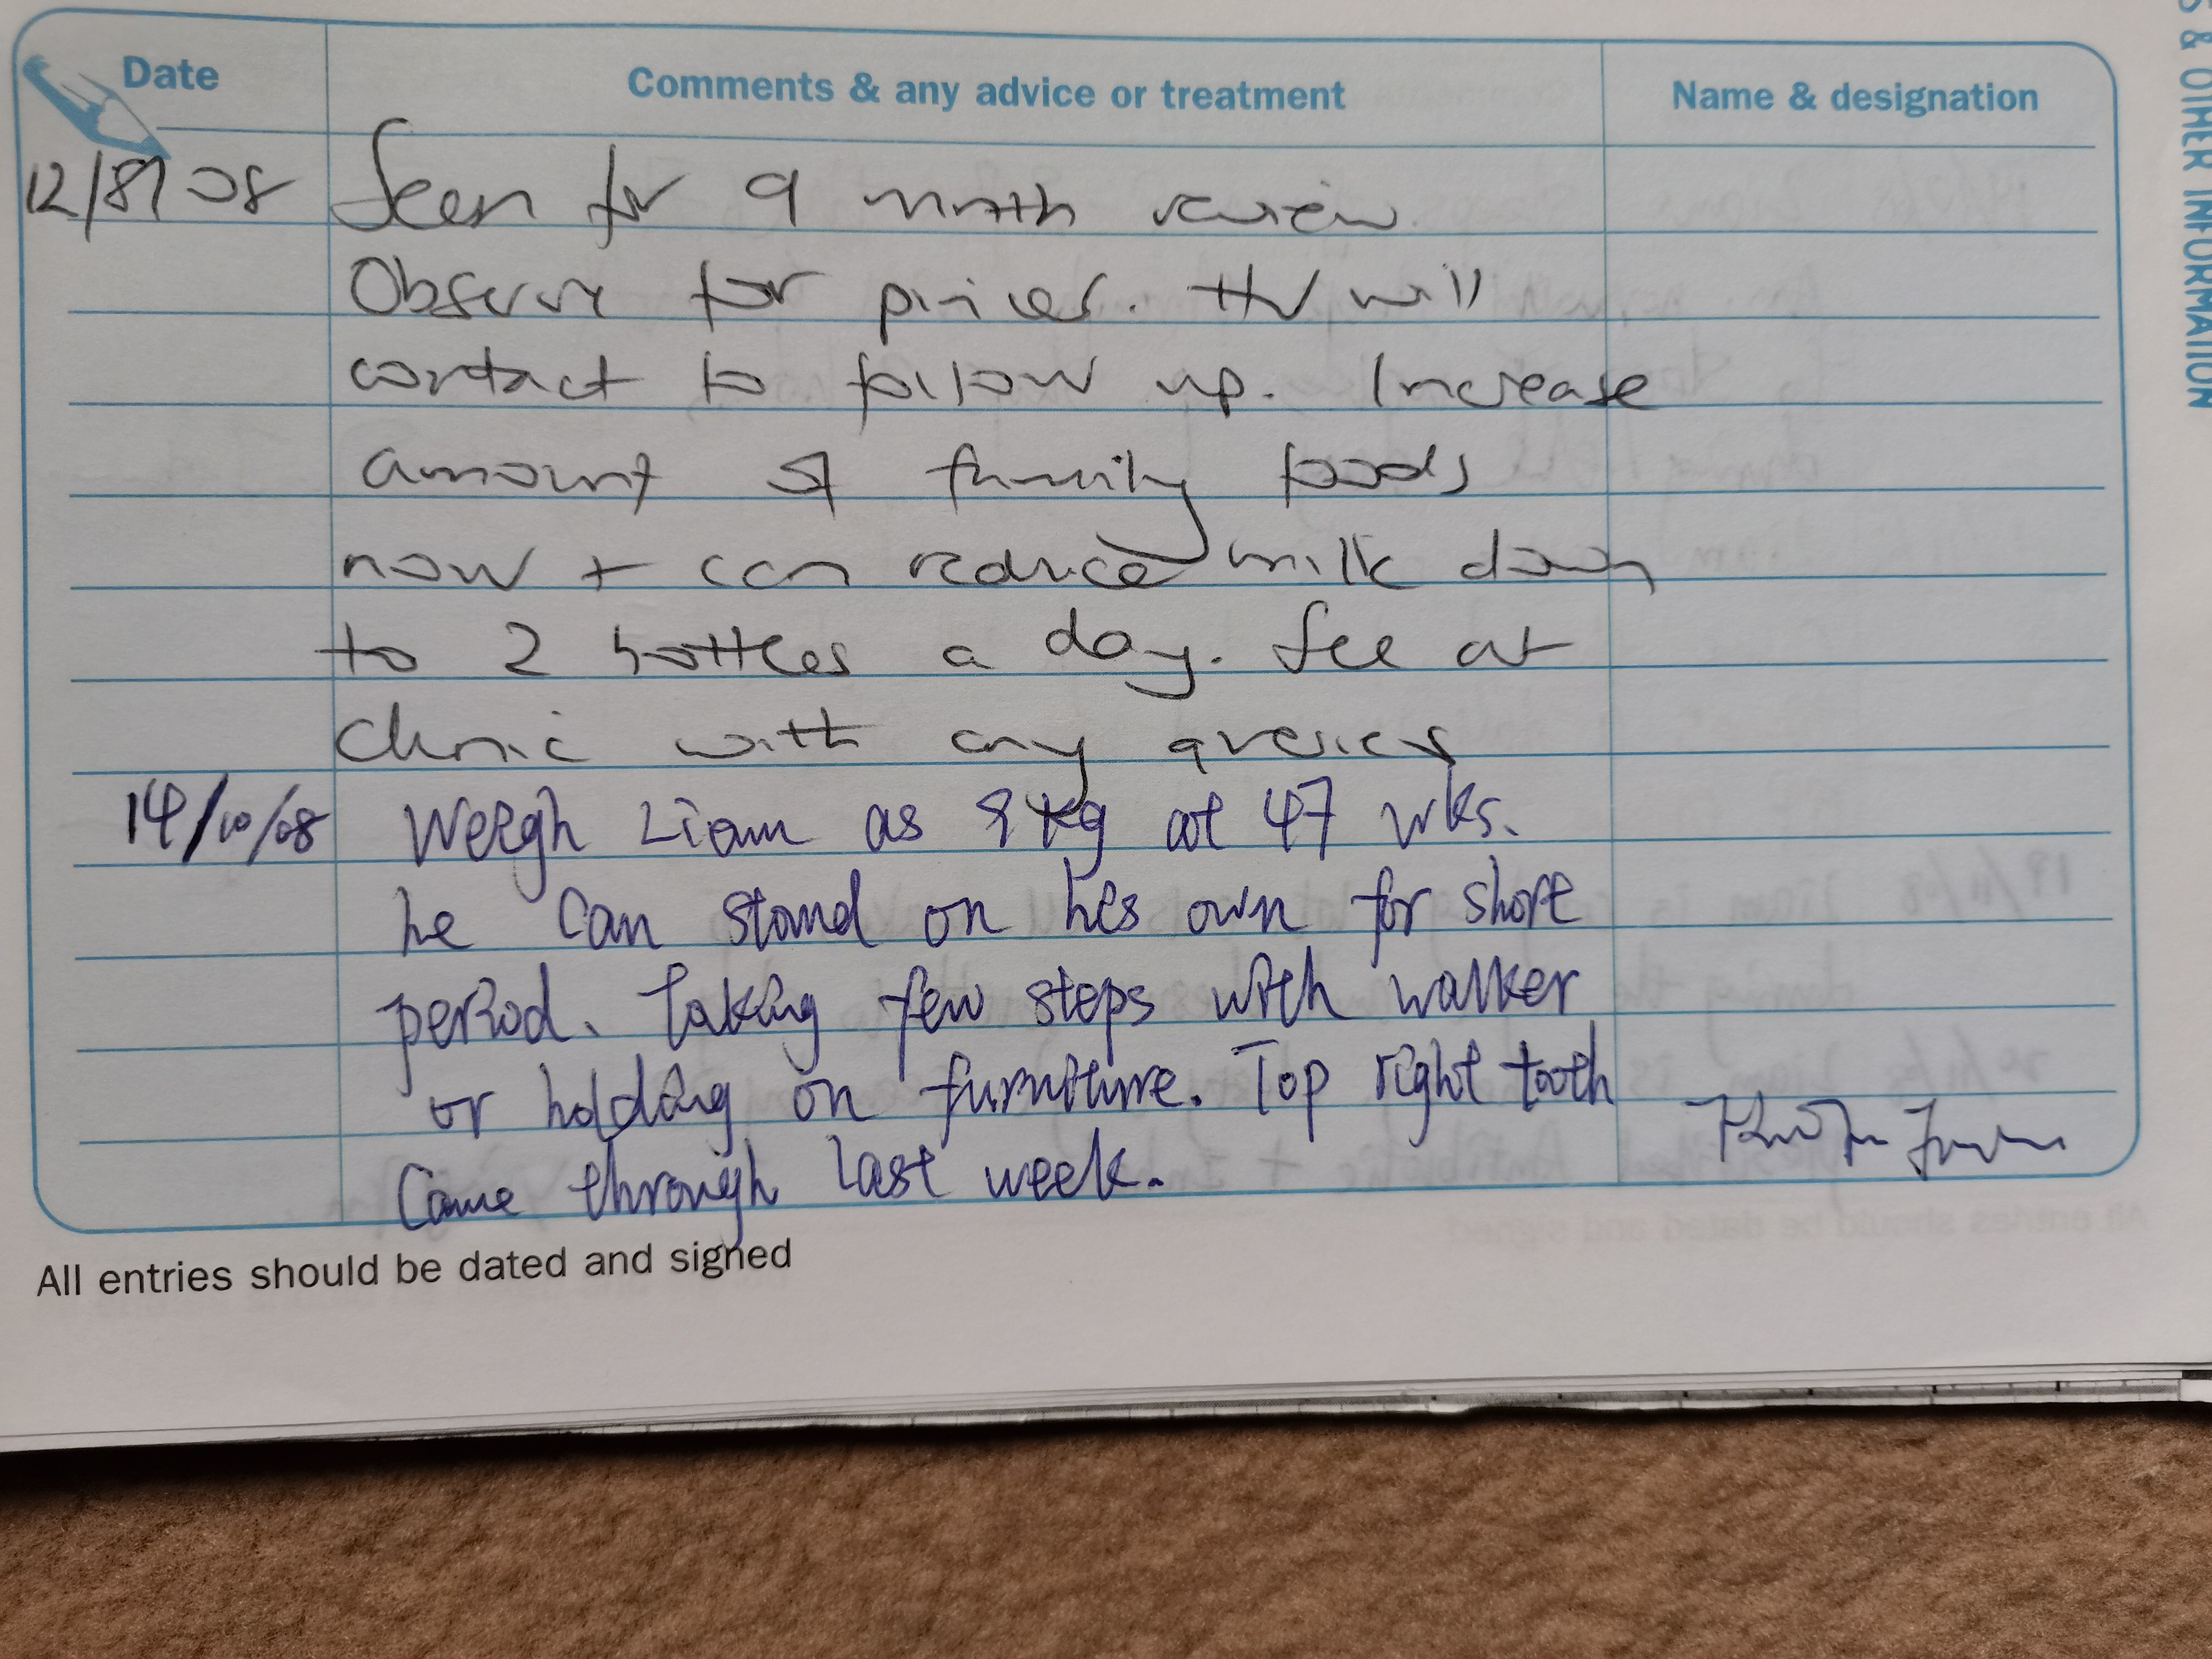 Date Comments & any advice or treatment Name & designation
12/8/08 Seen for 9 month review.
Observe for pincer. HV will
contact to follow up. Increase
amount of family foods
now + can reduce milk down
to 2 bottles a day. See at
clinic with any queries
14/10/08 Weigh Liam as 9kg at 47 wks.
he can stand on his own for short
period. Taking few steps with walker
or holding on furniture. Top right tooth
Came through last week.
All entries should be dated and signed
& OTHER INFORMATION